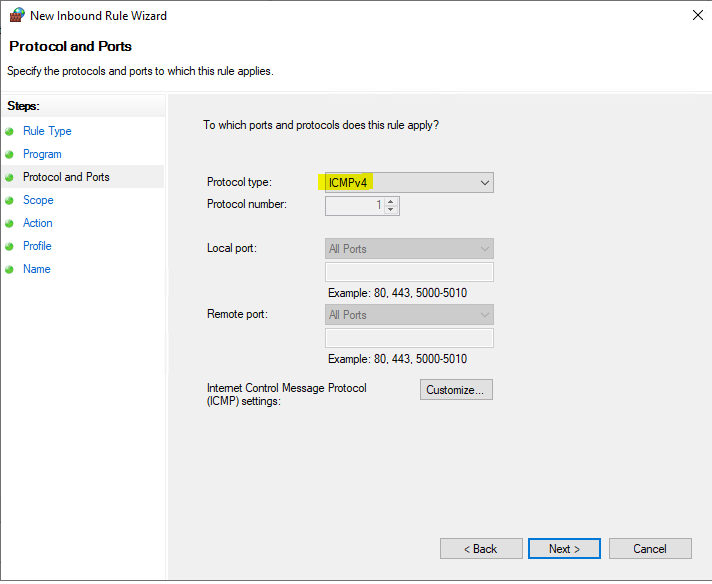 New Inbound Rule Wizard
Protocol and Ports
Specify the protocols and ports to which this rule applies.
Steps:
Rule Type
Program
Protocol and Ports
Scope
Action
Profile
Name
To which ports and protocols does this rule apply?
Protocol type: ICMPv4
Protocol number: 1
Local port: All Ports
Example: 80, 443, 5000-5010
Remote port: All Ports
Example: 80, 443, 5000-5010
Internet Control Message Protocol
(ICMP) settings:
Customize...
< Back Next > Cancel